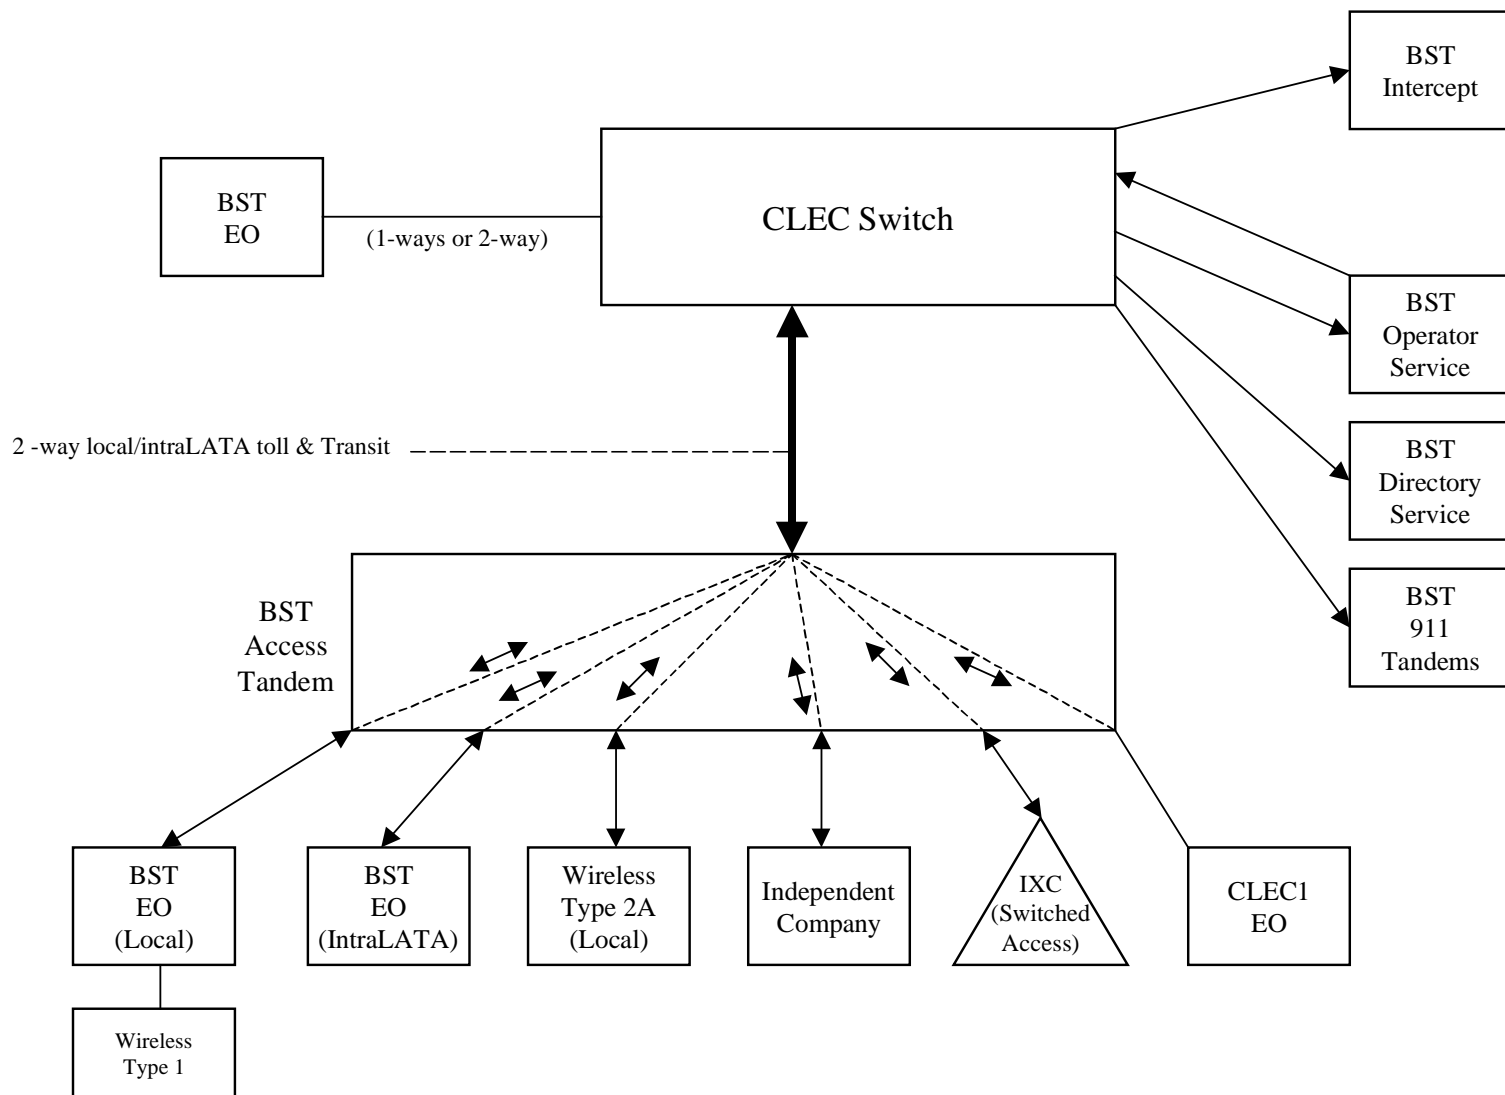 BST
Intercept
BST
EO
(1-ways or 2-way)
CLEC Switch
BST
Operator
Service
2 -way local/intraLATA toll & Transit
BST
Directory
Service
BST
Access
Tandem
BST
911
Tandems
BST
EO
(Local)
BST
EO
(IntraLATA)
Wireless
Type 2A
(Local)
Independent
Company
IXC
(Switched
Access)
CLEC1
EO
Wireless
Type 1